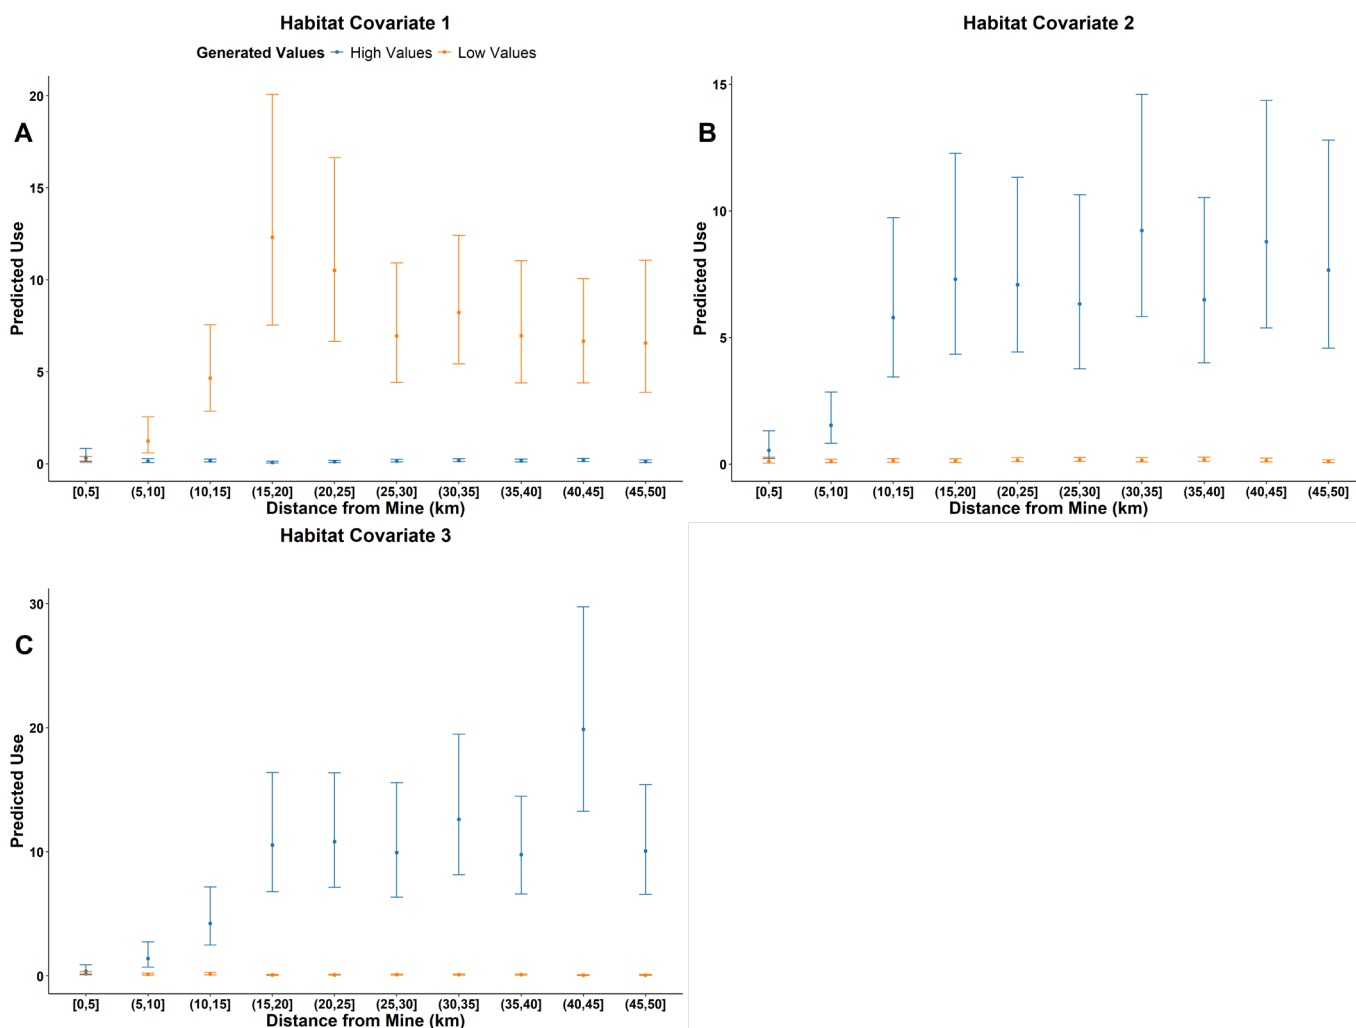 Habitat Covariate 1
Generated Values High Values Low Values
A
Predicted Use
20
15
10
5
0
[0,5] (5,10] (10,15] (15,20] (20,25] (25,30] (30,35] (35,40] (40,45] (45,50]
Distance from Mine (km)
Habitat Covariate 2
B
Predicted Use
15
10
5
0
[0,5] (5,10] (10,15] (15,20] (20,25] (25,30] (30,35] (35,40] (40,45] (45,50]
Distance from Mine (km)
Habitat Covariate 3
C
Predicted Use
30
20
10
0
[0,5] (5,10] (10,15] (15,20] (20,25] (25,30] (30,35] (35,40] (40,45] (45,50]
Distance from Mine (km)